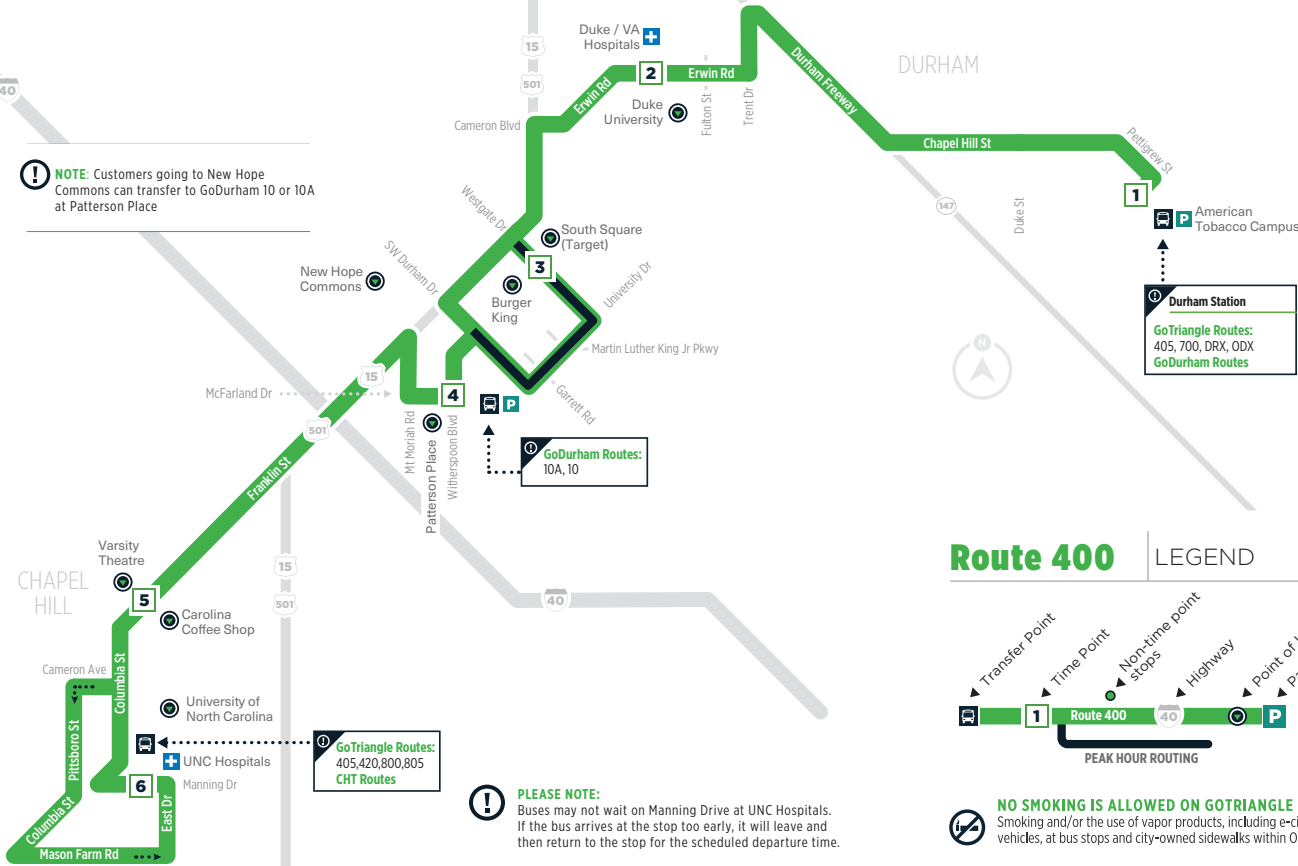 Duke / VA
Hospitals
15
501
DURHAM
40
Erwin Rd
2
Erwin Rd
Durham Freeway
Duke
University
Fulton St
Trent Dr
Cameron Blvd
Chapel Hill St
Pettigrew St
NOTE: Customers going to New Hope
Commons can transfer to GoDurham 10 or 10A
at Patterson Place
1
147
Duke St
P
American
Tobacco Campus
Westgate Dr
South Square
(Target)
SW Durham Dr
3
New Hope
Commons
Burger
King
University Dr
Durham Station
GoTriangle Routes:
405, 700, DRX, ODX
GoDurham Routes
N
Martin Luther King Jr Pkwy
15
McFarland Dr
4
P
Garrett Rd
501
Mt Moriah Rd
Patterson Place
Witherspoon Blvd
GoDurham Routes:
10A, 10
Franklin St
Varsity
Theatre
CHAPEL
HILL
5
15
501
40
Carolina
Coffee Shop
Route 400
LEGEND
Transfer Point
Time Point
Non-time point
stops
Highway
Point of
1
Route 400
40
P
PEAK HOUR ROUTING
Cameron Ave
Columbia St
Pittsboro St
University of
North Carolina
UNC Hospitals
GoTriangle Routes:
405,420,800,805
CHT Routes
6
Manning Dr
East Dr
Columbia St
Mason Farm Rd
PLEASE NOTE:
Buses may not wait on Manning Drive at UNC Hospitals.
If the bus arrives at the stop too early, it will leave and
then return to the stop for the scheduled departure time.
NO SMOKING IS ALLOWED ON GOTRIANGLE
Smoking and/or the use of vapor products, including e-ci
vehicles, at bus stops and city-owned sidewalks within O